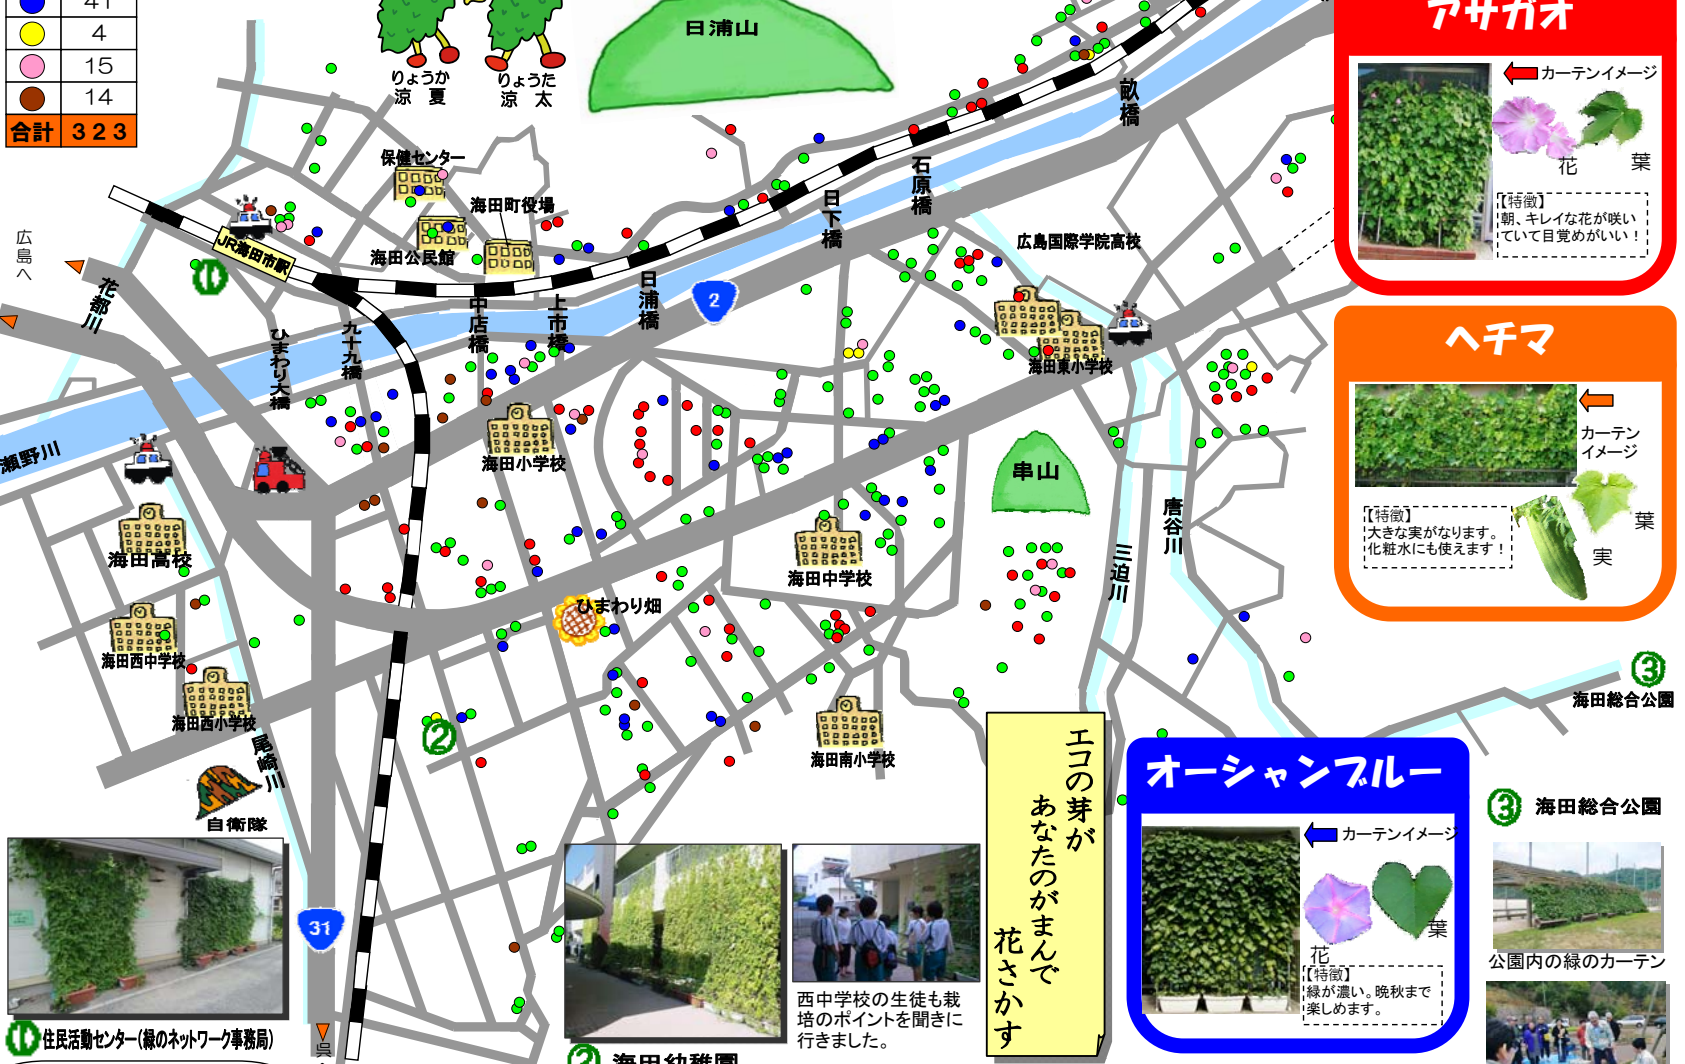 41
4
15
14
合計 323
りょうか
涼 夏
りょうた
涼 太
日浦山
畝橋
石原橋
日下橋
保健センター
海田町役場
海田公民館
広島国際学院高校
JR海田市駅
①
広島へ
花都川
ひまわり大橋
九十九橋
中店橋
上市橋
日浦橋
2
海田東小学校
瀬野川
海田小学校
串山
海田高校
海田中学校
唐谷川
三迫川
ひまわり畑
海田西中学校
海田西小学校
尾崎川
②
海田南小学校
自衛隊
31
呉
③
海田総合公園
アサガオ
カーテンイメージ
花
葉
【特徴】
朝、キレイな花が咲い
ていて目覚めがいい！
ヘチマ
カーテン
イメージ
葉
実
【特徴】
大きな実がなります。
化粧水にも使えます！
エコの芽が
あなたのがまんで
花さかす
オーシャンブルー
カーテンイメージ
花
葉
【特徴】
緑が濃い。晩秋まで
楽しめます。
③ 海田総合公園
公園内の緑のカーテン
①住民活動センター（緑のネットワーク事務局）
② 海田幼稚園
西中学校の生徒も栽
培のポイントを聞きに
行きました。